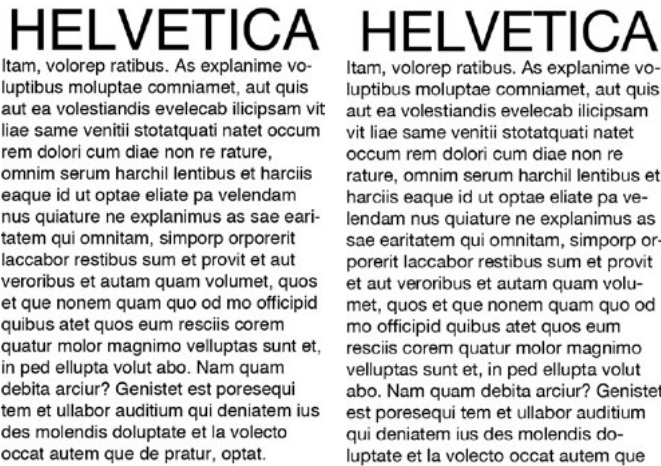 HELVETICA
Itam, volorep ratibus. As explanime vo-
luptibus moluptae comniamet, aut quis
aut ea volestiandis evelecab ilicipsam vit
liae same venitii stotatquati natet occum
rem dolori cum diae non re rature,
omnim serum harchil lentibus et harciis
eaque id ut optae eliate pa velendam
nus quiature ne explanimus as sae eari-
tatem qui omnitam, simporp orporerit
laccabor restibus sum et provit et aut
veroribus et autam quam volumet, quos
et que nonem quam quo od mo officipid
quibus atet quos eum resciis corem
quatur molor magnimo velluptas sunt et,
in ped ellupta volut abo. Nam quam
debita arciur? Genistet est poresequi
tem et ullabor auditium qui deniatem ius
des molendis doluptate et la volecto
occat autem que de pratur, optat.
HELVETICA
Itam, volorep ratibus. As explanime vo-
luptibus moluptae comniamet, aut quis
aut ea volestiandis evelecab ilicipsam
vit liae same venitii stotatquati natet
occum rem dolori cum diae non re
rature, omnim serum harchil lentibus et
harciis eaque id ut optae eliate pa ve-
lendam nus quiature ne explanimus as
sae earitatem qui omnitam, simporp or-
porerit laccabor restibus sum et provit
et aut veroribus et autam quam volu-
met, quos et que nonem quam quo od
mo officipid quibus atet quos eum
resciis corem quatur molor magnimo
velluptas sunt et, in ped ellupta volut
abo. Nam quam debita arciur? Genistet
est poresequi tem et ullabor auditium
qui deniatem ius des molendis do-
luptate et la volecto occat autem que